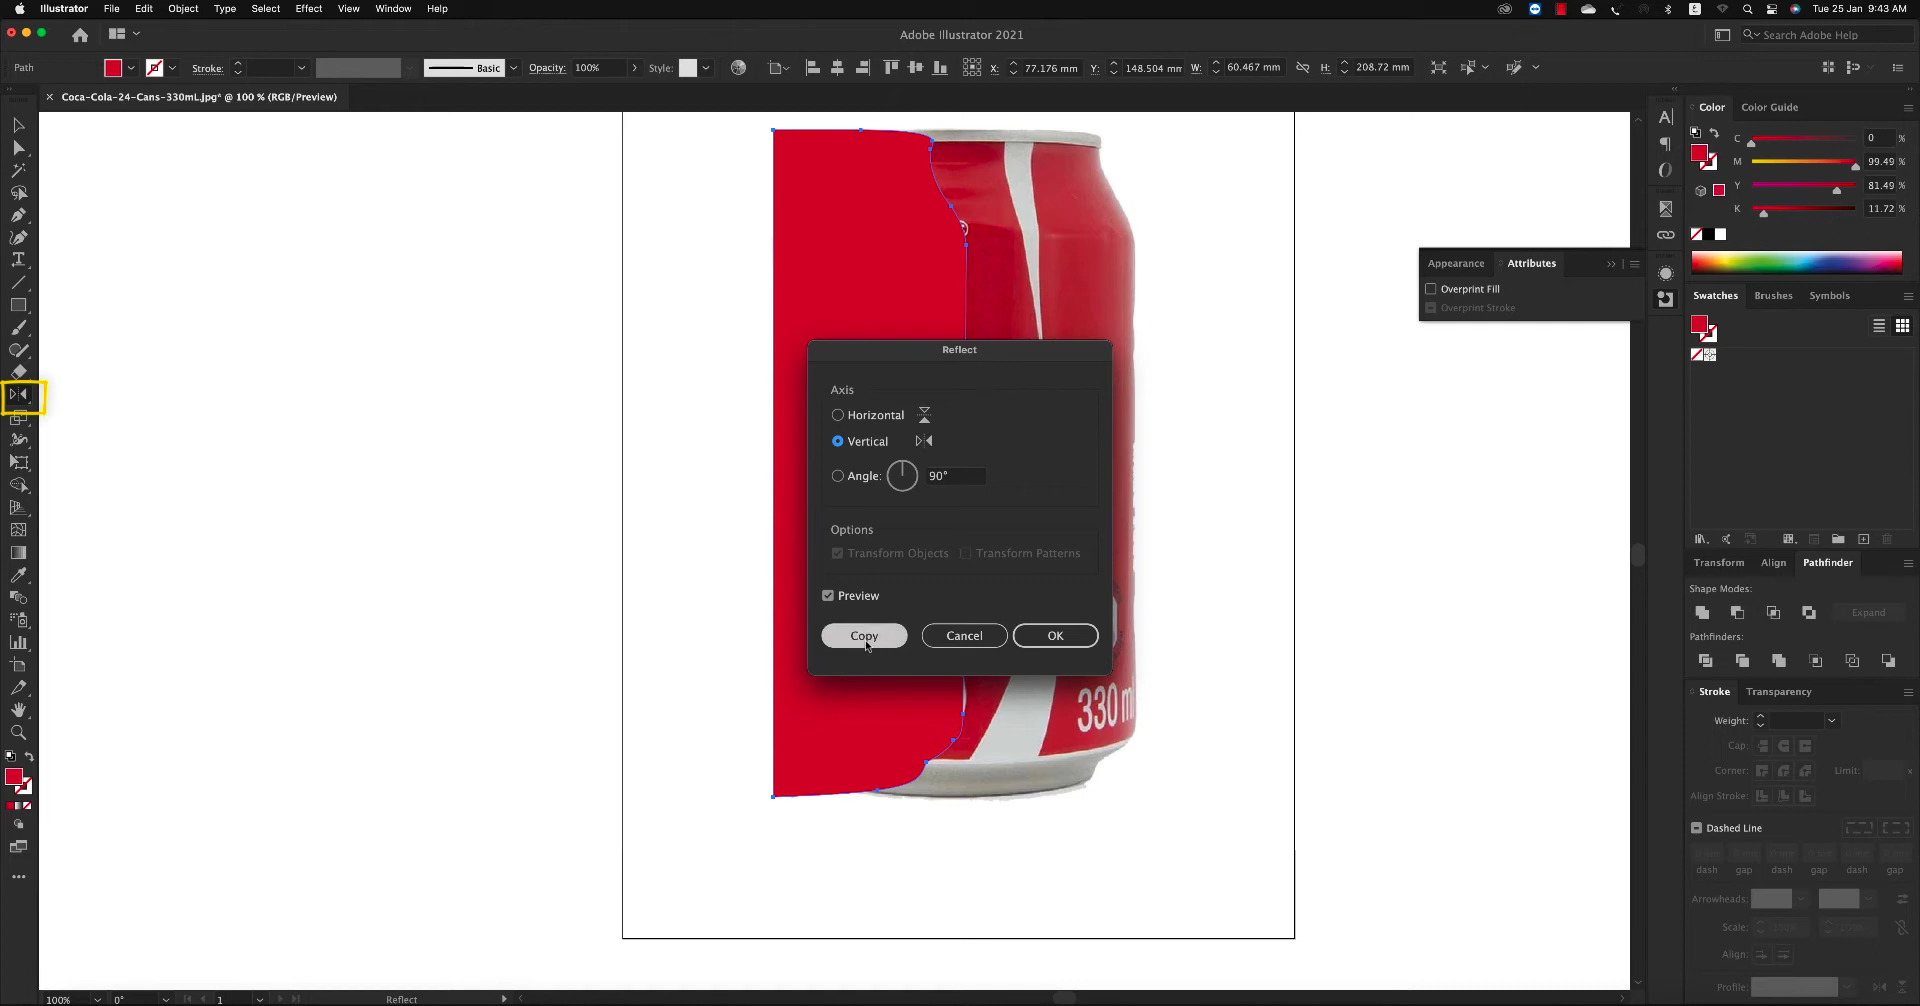 Illustrator File Edit Object Type Select Effect View Window Help
Tue 25 Jan 9:43 AM
Adobe Illustrator 2021
Search Adobe Help
Path
Stroke:
Basic
Opacity: 100%
Style:
X: 77.176 mm
Y: 148.504 mm
W: 60.467 mm
H: 208.72 mm
× Coca-Cola-24-Cans-330mL.jpg* @ 100 % (RGB/Preview)
Color Color Guide
C 0 %
M 99.49 %
Y 81.49 %
K 11.72 %
Appearance Attributes
Overprint Fill
Overprint Stroke
Swatches Brushes Symbols
Reflect
Axis
Horizontal
Vertical
Angle: 90°
Options
Transform Objects Transform Patterns
Preview
Copy Cancel OK
330 m
Transform Align Pathfinder
Shape Modes:
Expand
Pathfinders:
Stroke Transparency
Weight:
Cap:
Corner: Limit: x
Align Stroke:
Dashed Line
dash gap dash gap dash gap
Arrowheads:
Scale: 100% 100%
Align:
Profile:
100% 0° 1 Reflect